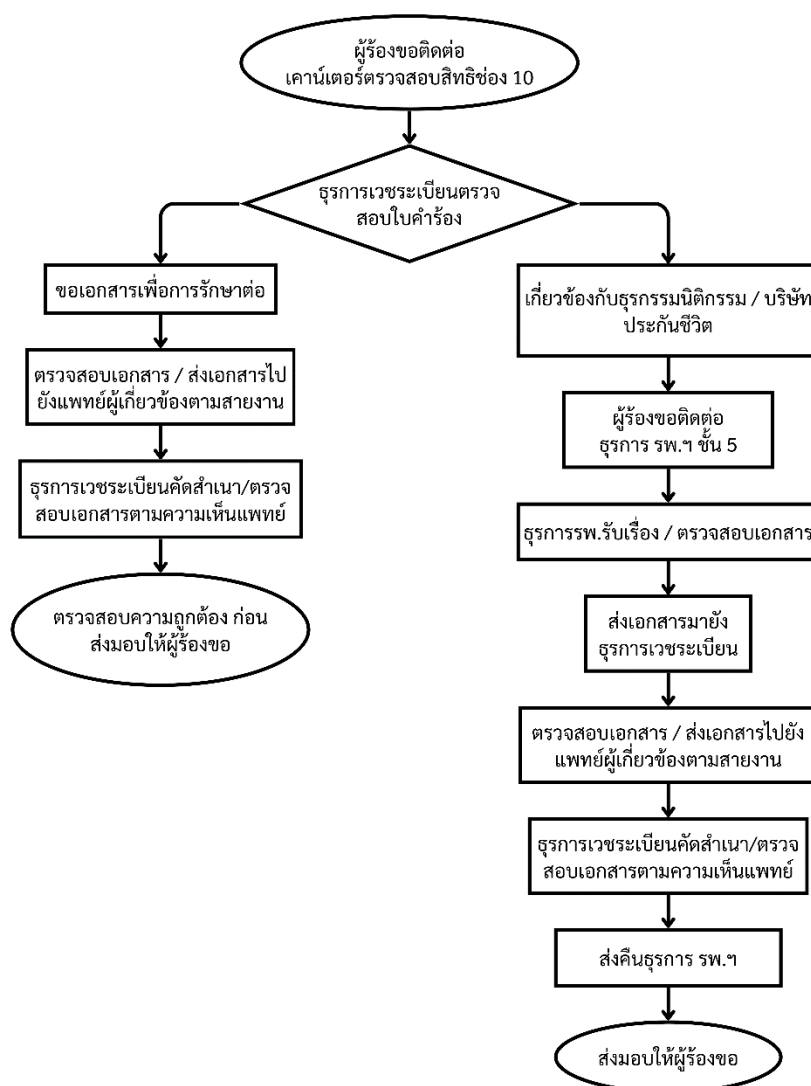 ผู้ร้องขอติดต่อ
เคาน์เตอร์ตรวจสอบสิทธิช่อง 10
ธุรการเวชระเบียนตรวจ
สอบใบคำร้อง
ขอเอกสารเพื่อการรักษาต่อ
ตรวจสอบเอกสาร / ส่งเอกสารไป
ยังแพทย์ผู้เกี่ยวข้องตามสายงาน
ธุรการเวชระเบียนคัดสำเนา/ตรวจ
สอบเอกสารตามความเห็นแพทย์
ตรวจสอบความถูกต้อง ก่อน
ส่งมอบให้ผู้ร้องขอ
เกี่ยวข้องกับธุรกรรมนิติกรรม / บริษัท
ประกันชีวิต
ผู้ร้องขอติดต่อ
ธุรการ รพ.ฯ ชั้น 5
ธุรการรพ.รับเรื่อง / ตรวจสอบเอกสาร
ส่งเอกสารมายัง
ธุรการเวชระเบียน
ตรวจสอบเอกสาร / ส่งเอกสารไปยัง
แพทย์ผู้เกี่ยวข้องตามสายงาน
ธุรการเวชระเบียนคัดสำเนา/ตรวจ
สอบเอกสารตามความเห็นแพทย์
ส่งคืนธุรการ รพ.ฯ
ส่งมอบให้ผู้ร้องขอ